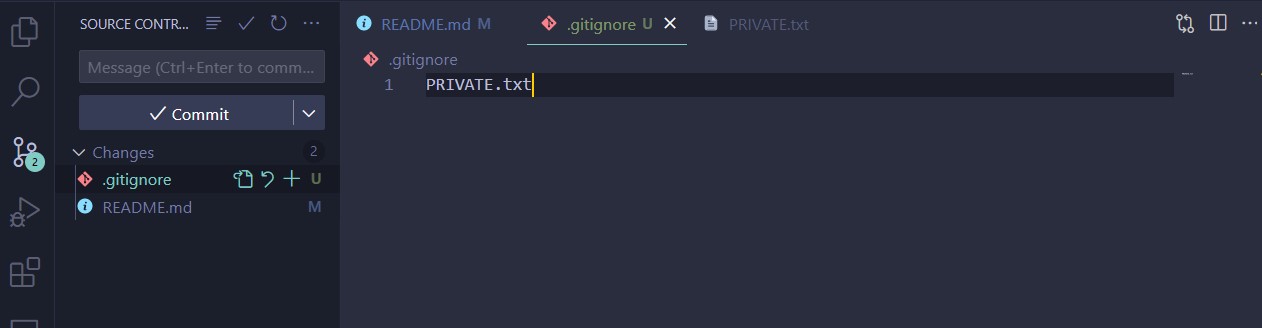 SOURCE CONTR...
Message (Ctrl+Enter to comm...
Commit
Changes 2
.gitignore U
README.md M
2
README.md M
.gitignore U
PRIVATE.txt
.gitignore
1 PRIVATE.txt